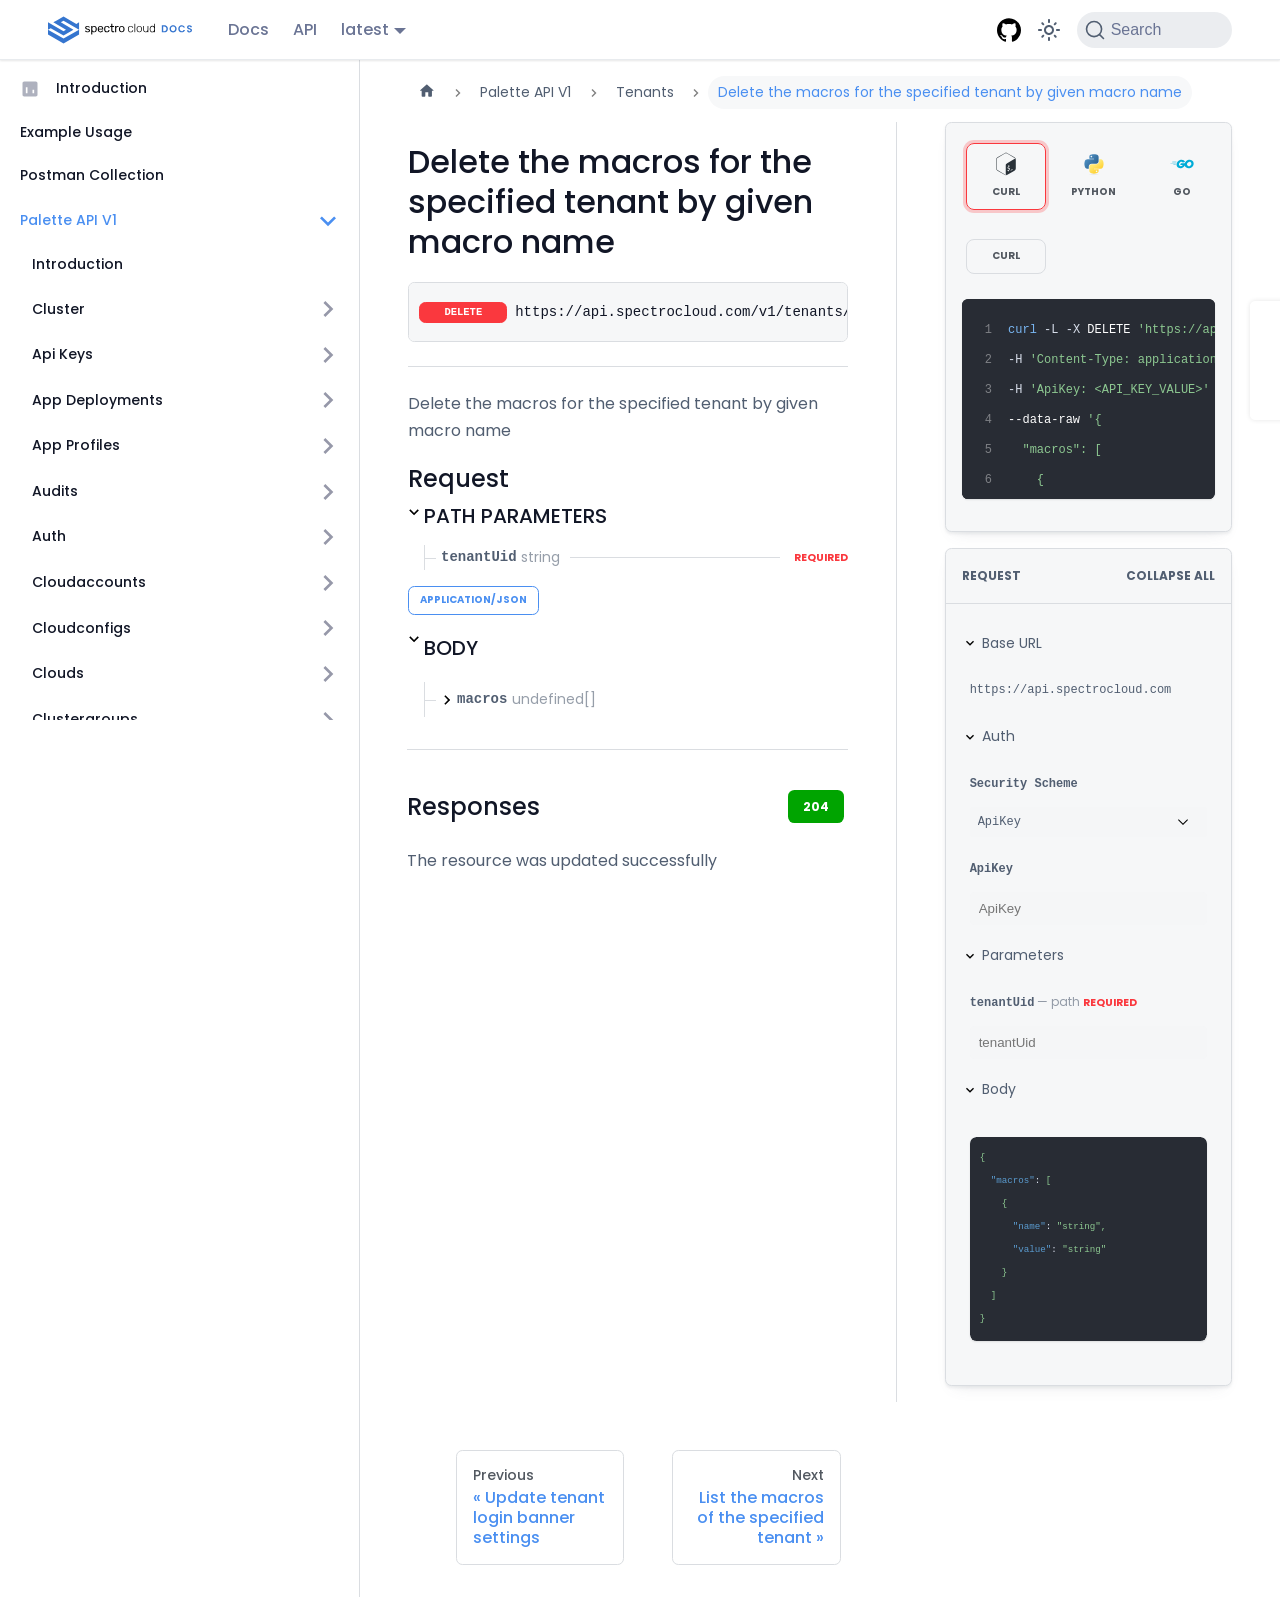 spectro cloud DOCS
Docs
API
latest
Search
Introduction
Example Usage
Postman Collection
Palette API V1
Introduction
Cluster
Api Keys
App Deployments
App Profiles
Audits
Auth
Cloudaccounts
Cloudconfigs
Clouds
Clustergroups
Palette API V1
Tenants
Delete the macros for the specified tenant by given macro name
Delete the macros for the
specified tenant by given
macro name
DELETE https://api.spectrocloud.com/v1/tenants/
Delete the macros for the specified tenant by given
macro name
Request
PATH PARAMETERS
tenantUid string REQUIRED
APPLICATION/JSON
BODY
macros undefined[]
Responses
204
The resource was updated successfully
CURL
PYTHON
GO
CURL
1 curl -L -X DELETE 'https://ap
2 -H 'Content-Type: application
3 -H 'ApiKey: <API_KEY_VALUE>'
4 --data-raw '{
5 "macros": [
6 {
REQUEST
COLLAPSE ALL
Base URL
https://api.spectrocloud.com
Auth
Security Scheme
ApiKey
ApiKey
ApiKey
Parameters
tenantUid — path REQUIRED
tenantUid
Body
{
"macros": [
{
"name": "string",
"value": "string"
}
]
}
Previous
« Update tenant
login banner
settings
Next
List the macros
of the specified
tenant »